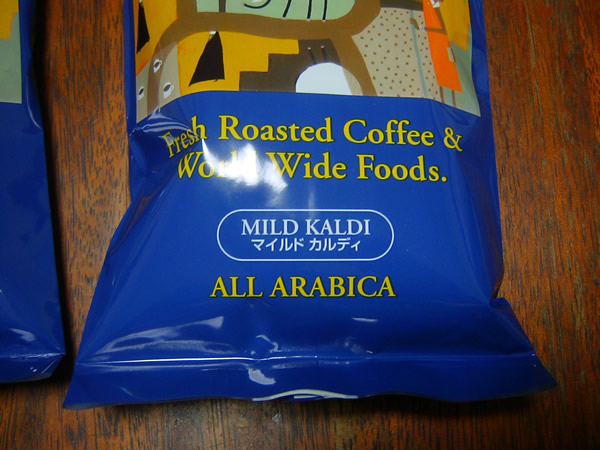 Fresh Roasted Coffee &
World Wide Foods.
MILD KALDI
マイルド カルディ
ALL ARABICA